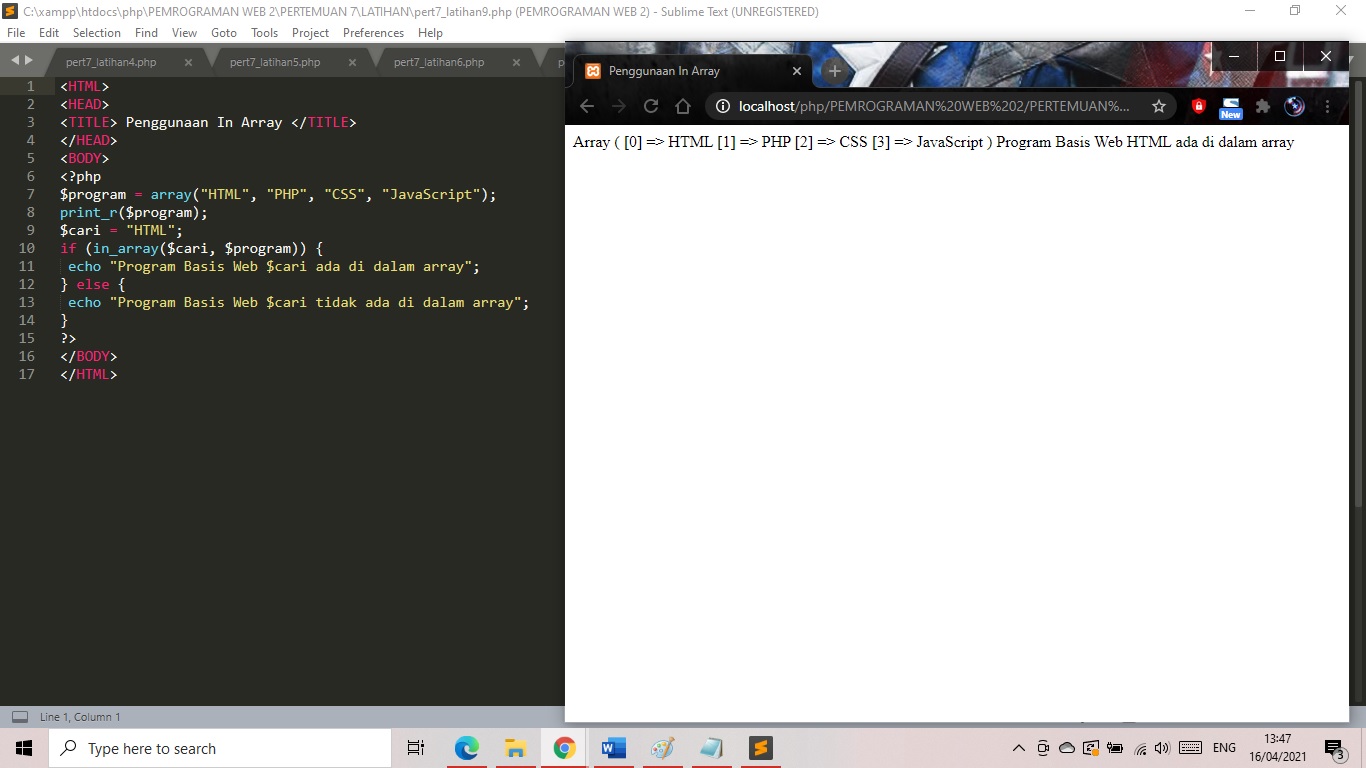 C:\xampp\htdocs\php\PEMROGRAMAN WEB 2\PERTEMUAN 7\LATIHAN\pert7_latihan9.php (PEMROGRAMAN WEB 2) - Sublime Text (UNREGISTERED)
File Edit Selection Find View Goto Tools Project Preferences Help
pert7_latihan4.php pert7_latihan5.php pert7_latihan6.php p
1 <HTML>
2 <HEAD>
3 <TITLE> Penggunaan In Array </TITLE>
4 </HEAD>
5 <BODY>
6 <?php
7 $program = array("HTML", "PHP", "CSS", "JavaScript");
8 print_r($program);
9 $cari = "HTML";
10 if (in_array($cari, $program)) {
11 echo "Program Basis Web $cari ada di dalam array";
12 } else {
13 echo "Program Basis Web $cari tidak ada di dalam array";
14 }
15 ?>
16 </BODY>
17 </HTML>
Penggunaan In Array
localhost/php/PEMROGRAMAN%20WEB%202/PERTEMUAN%...
New
Array ( [0] => HTML [1] => PHP [2] => CSS [3] => JavaScript ) Program Basis Web HTML ada di dalam array
Line 1, Column 1
Type here to search
ENG
13:47
16/04/2021
3